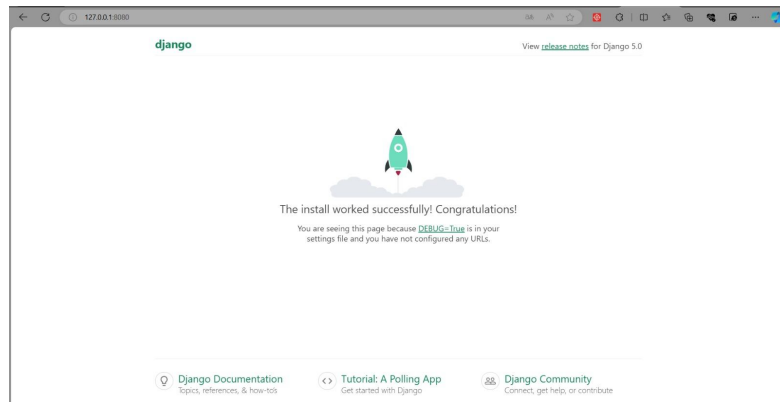 127.0.0.1:8080
django
View release notes for Django 5.0
The install worked successfully! Congratulations!
You are seeing this page because DEBUG=True is in your
settings file and you have not configured any URLs.
Django Documentation
Topics, references, & how-to's
Tutorial: A Polling App
Get started with Django
Django Community
Connect, get help, or contribute